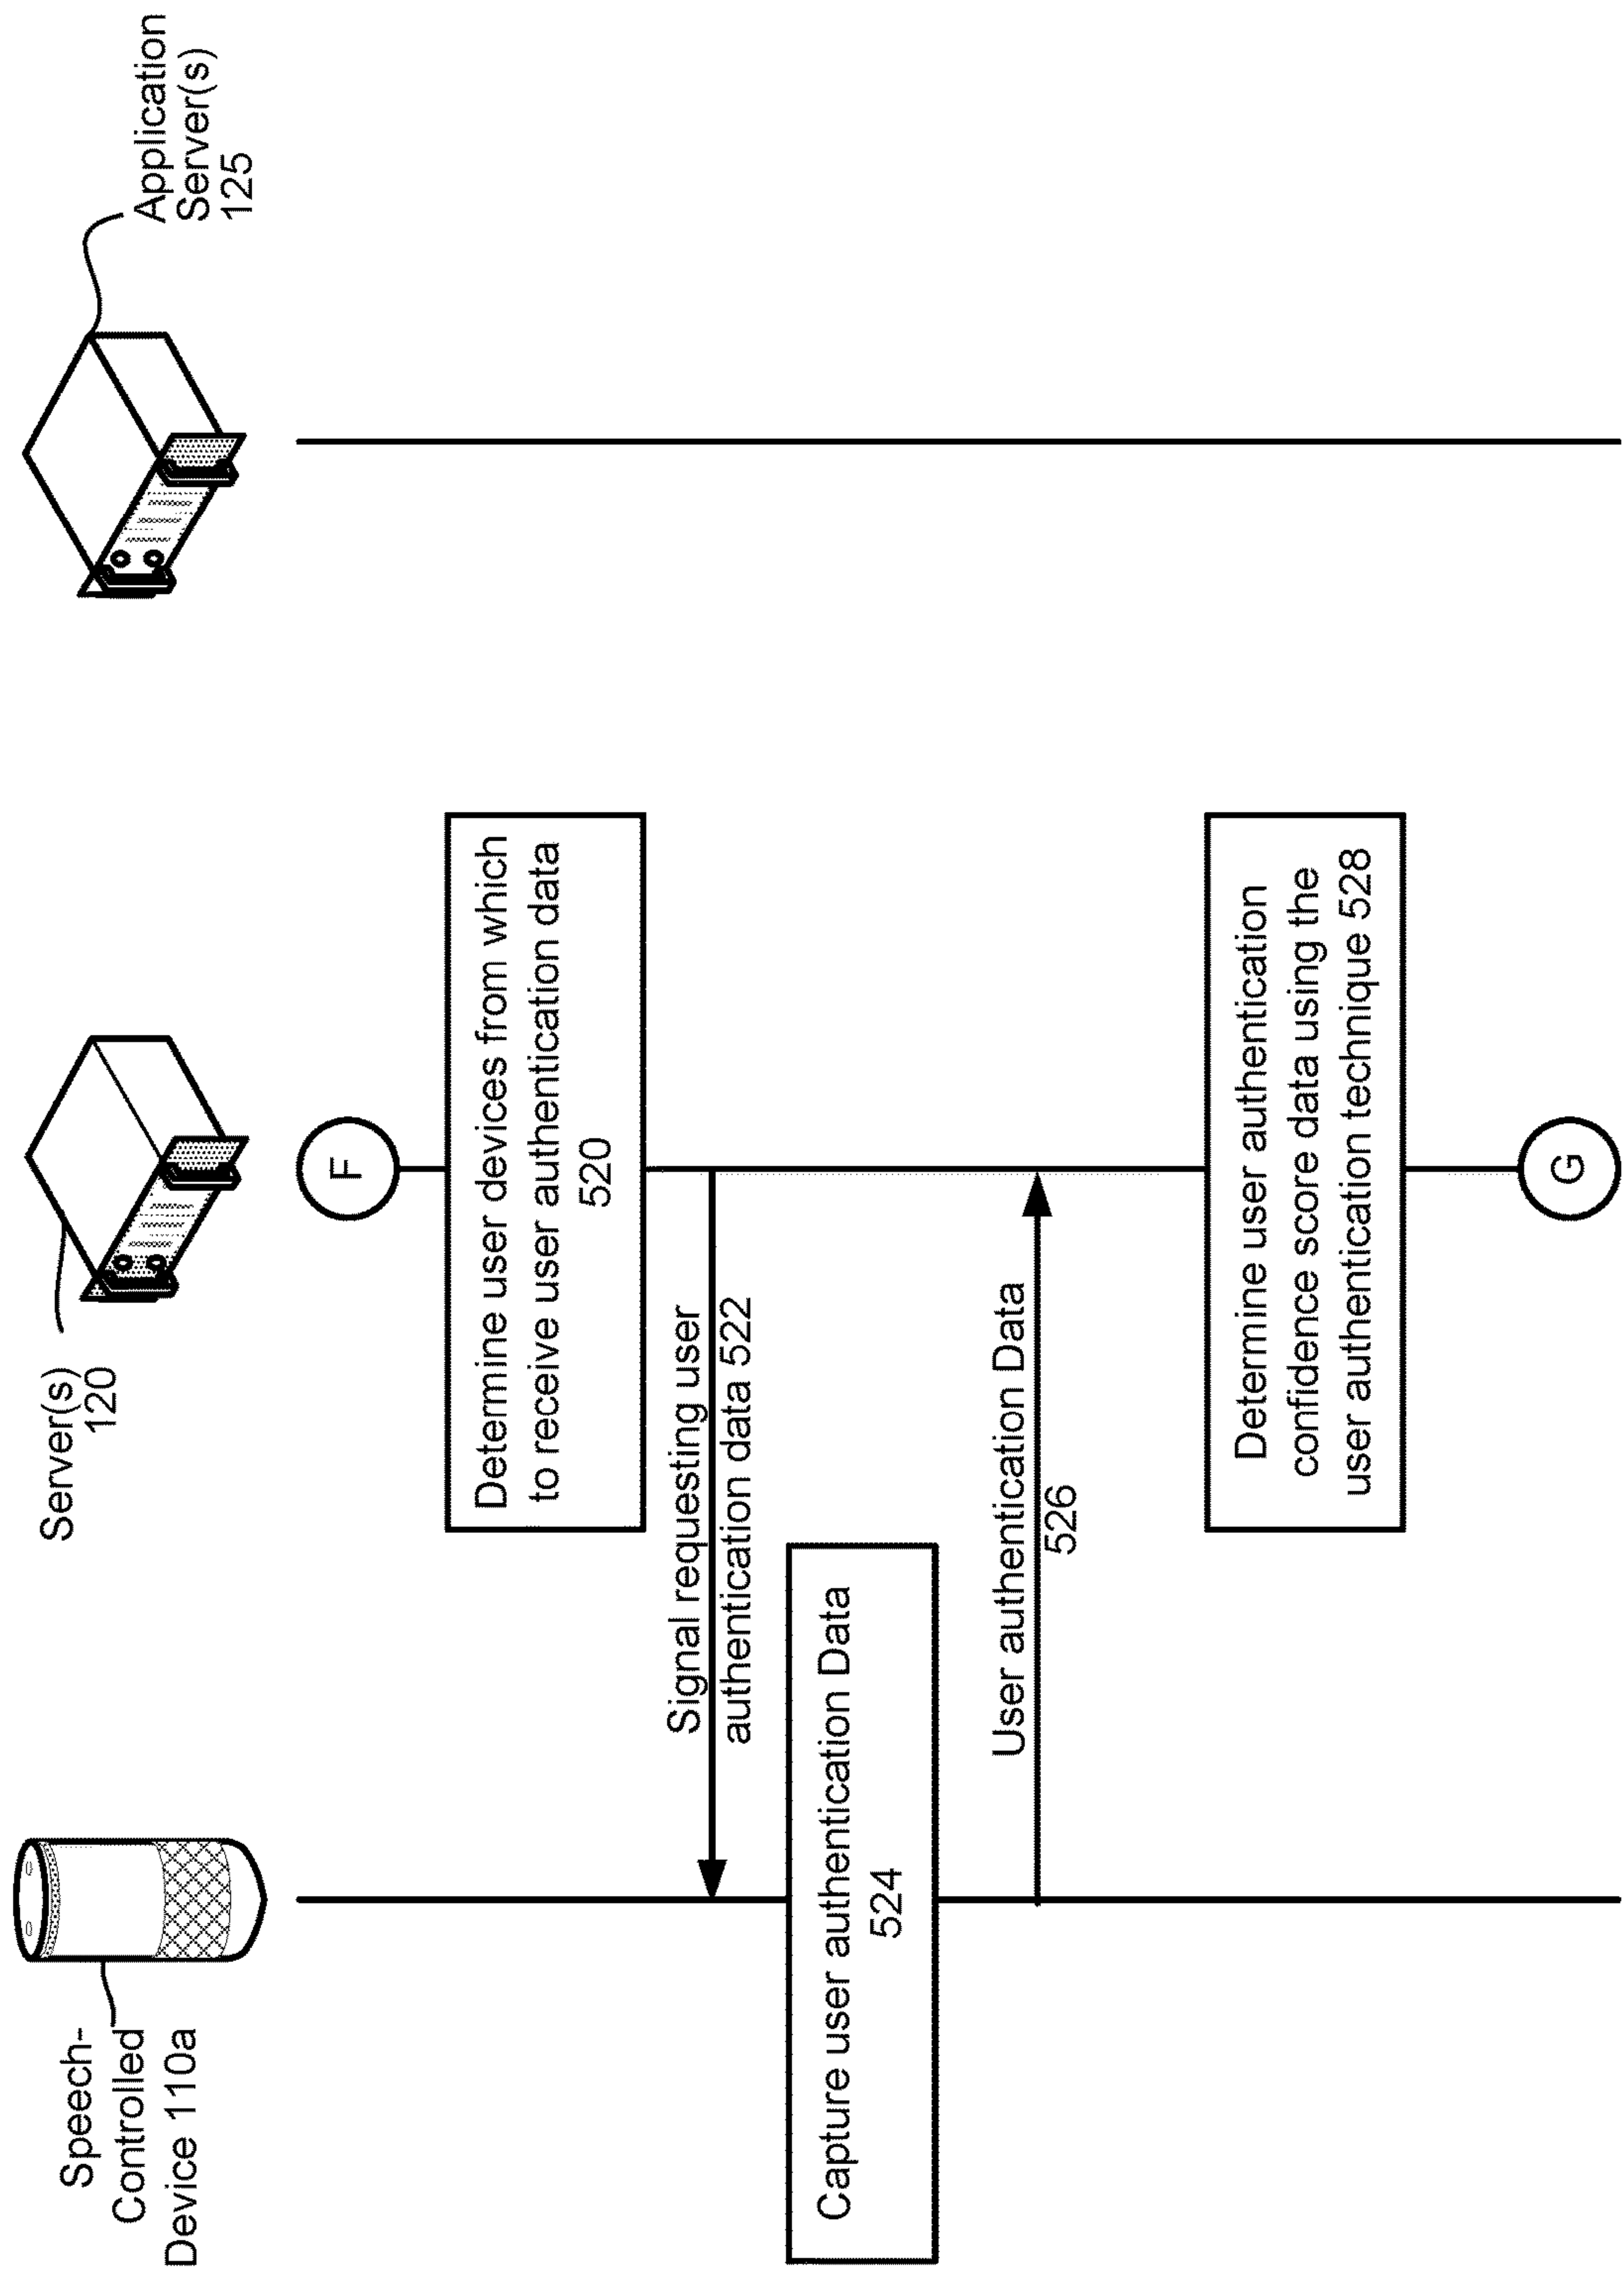 Speech-
Controlled
Device 110a
Server(s)
120
Application
Server(s)
125
F
Determine user devices from which
to receive user authentication data
520
Signal requesting user
authentication data 522
Capture user authentication Data
524
User authentication Data
526
Determine user authentication
confidence score data using the
user authentication technique 528
G